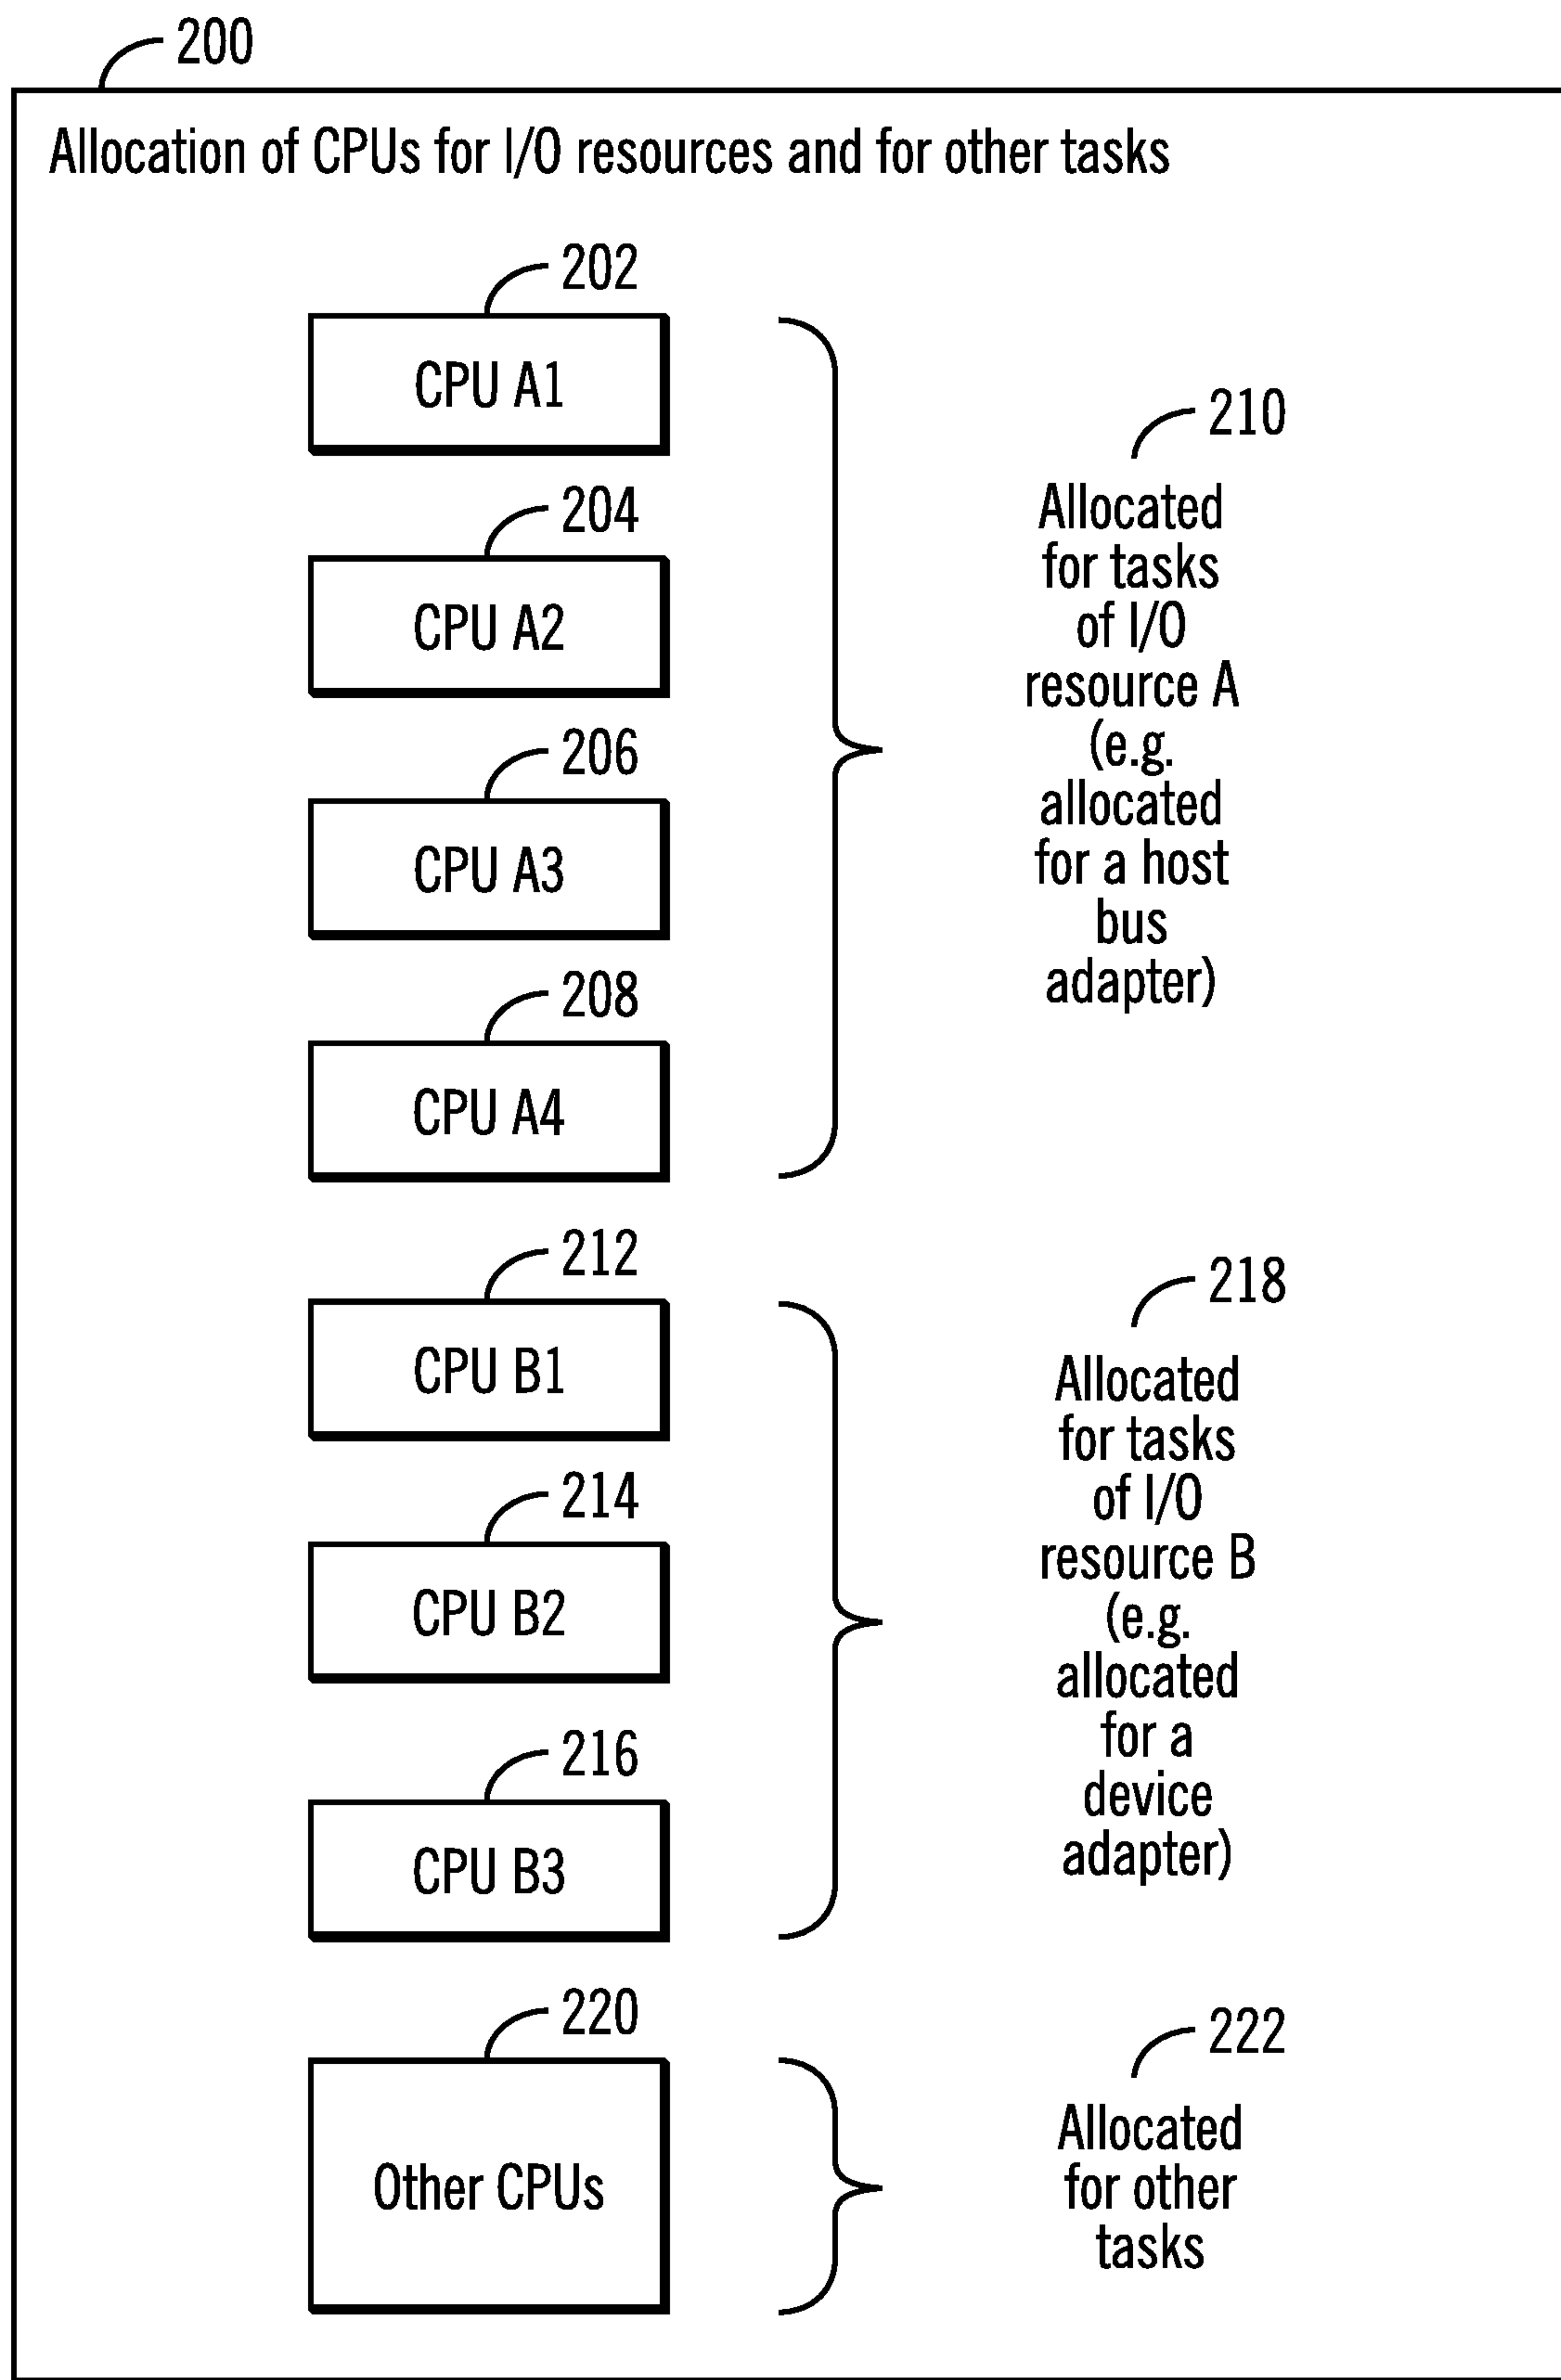 200
Allocation of CPUs for I/O resources and for other tasks
202
CPU A1
204
CPU A2
206
CPU A3
208
CPU A4
210
Allocated
for tasks
of I/O
resource A
(e.g.
allocated
for a host
bus
adapter)
212
CPU B1
214
CPU B2
216
CPU B3
218
Allocated
for tasks
of I/O
resource B
(e.g.
allocated
for a
device
adapter)
220
Other CPUs
222
Allocated
for other
tasks